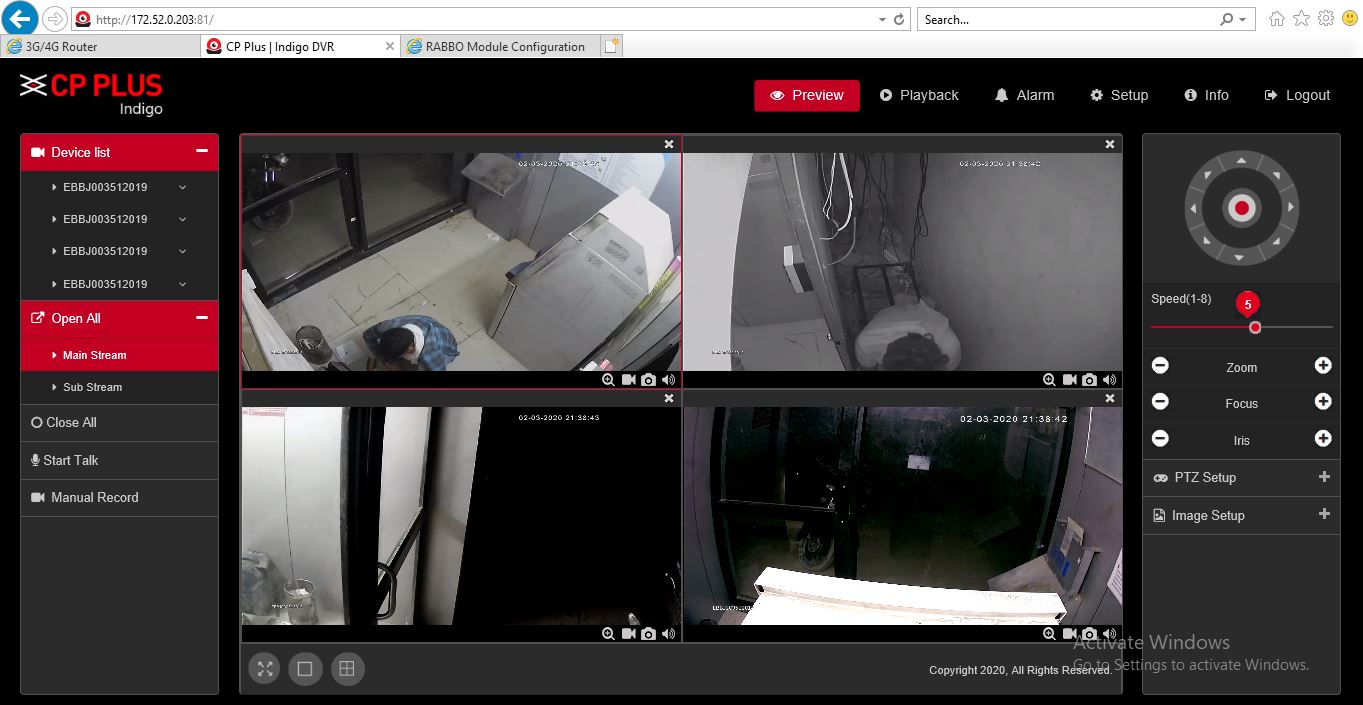 http://172.52.0.203:81/
Search...
3G/4G Router
CP Plus | Indigo DVR
RABBO Module Configuration
CP PLUS
Indigo
Preview
Playback
Alarm
Setup
Info
Logout
Device list
EBBJ003512019
EBBJ003512019
EBBJ003512019
EBBJ003512019
Open All
Main Stream
Sub Stream
Close All
Start Talk
Manual Record
02-03-2020
02-03-2020 21:38:42
02-03-2020 21:38:43
02-03-2020 21:38:42
Speed(1-8)
5
Zoom
Focus
Iris
PTZ Setup
Image Setup
Copyright 2020, All Rights Reserved.
Activate Windows
Go to Settings to activate Windows.